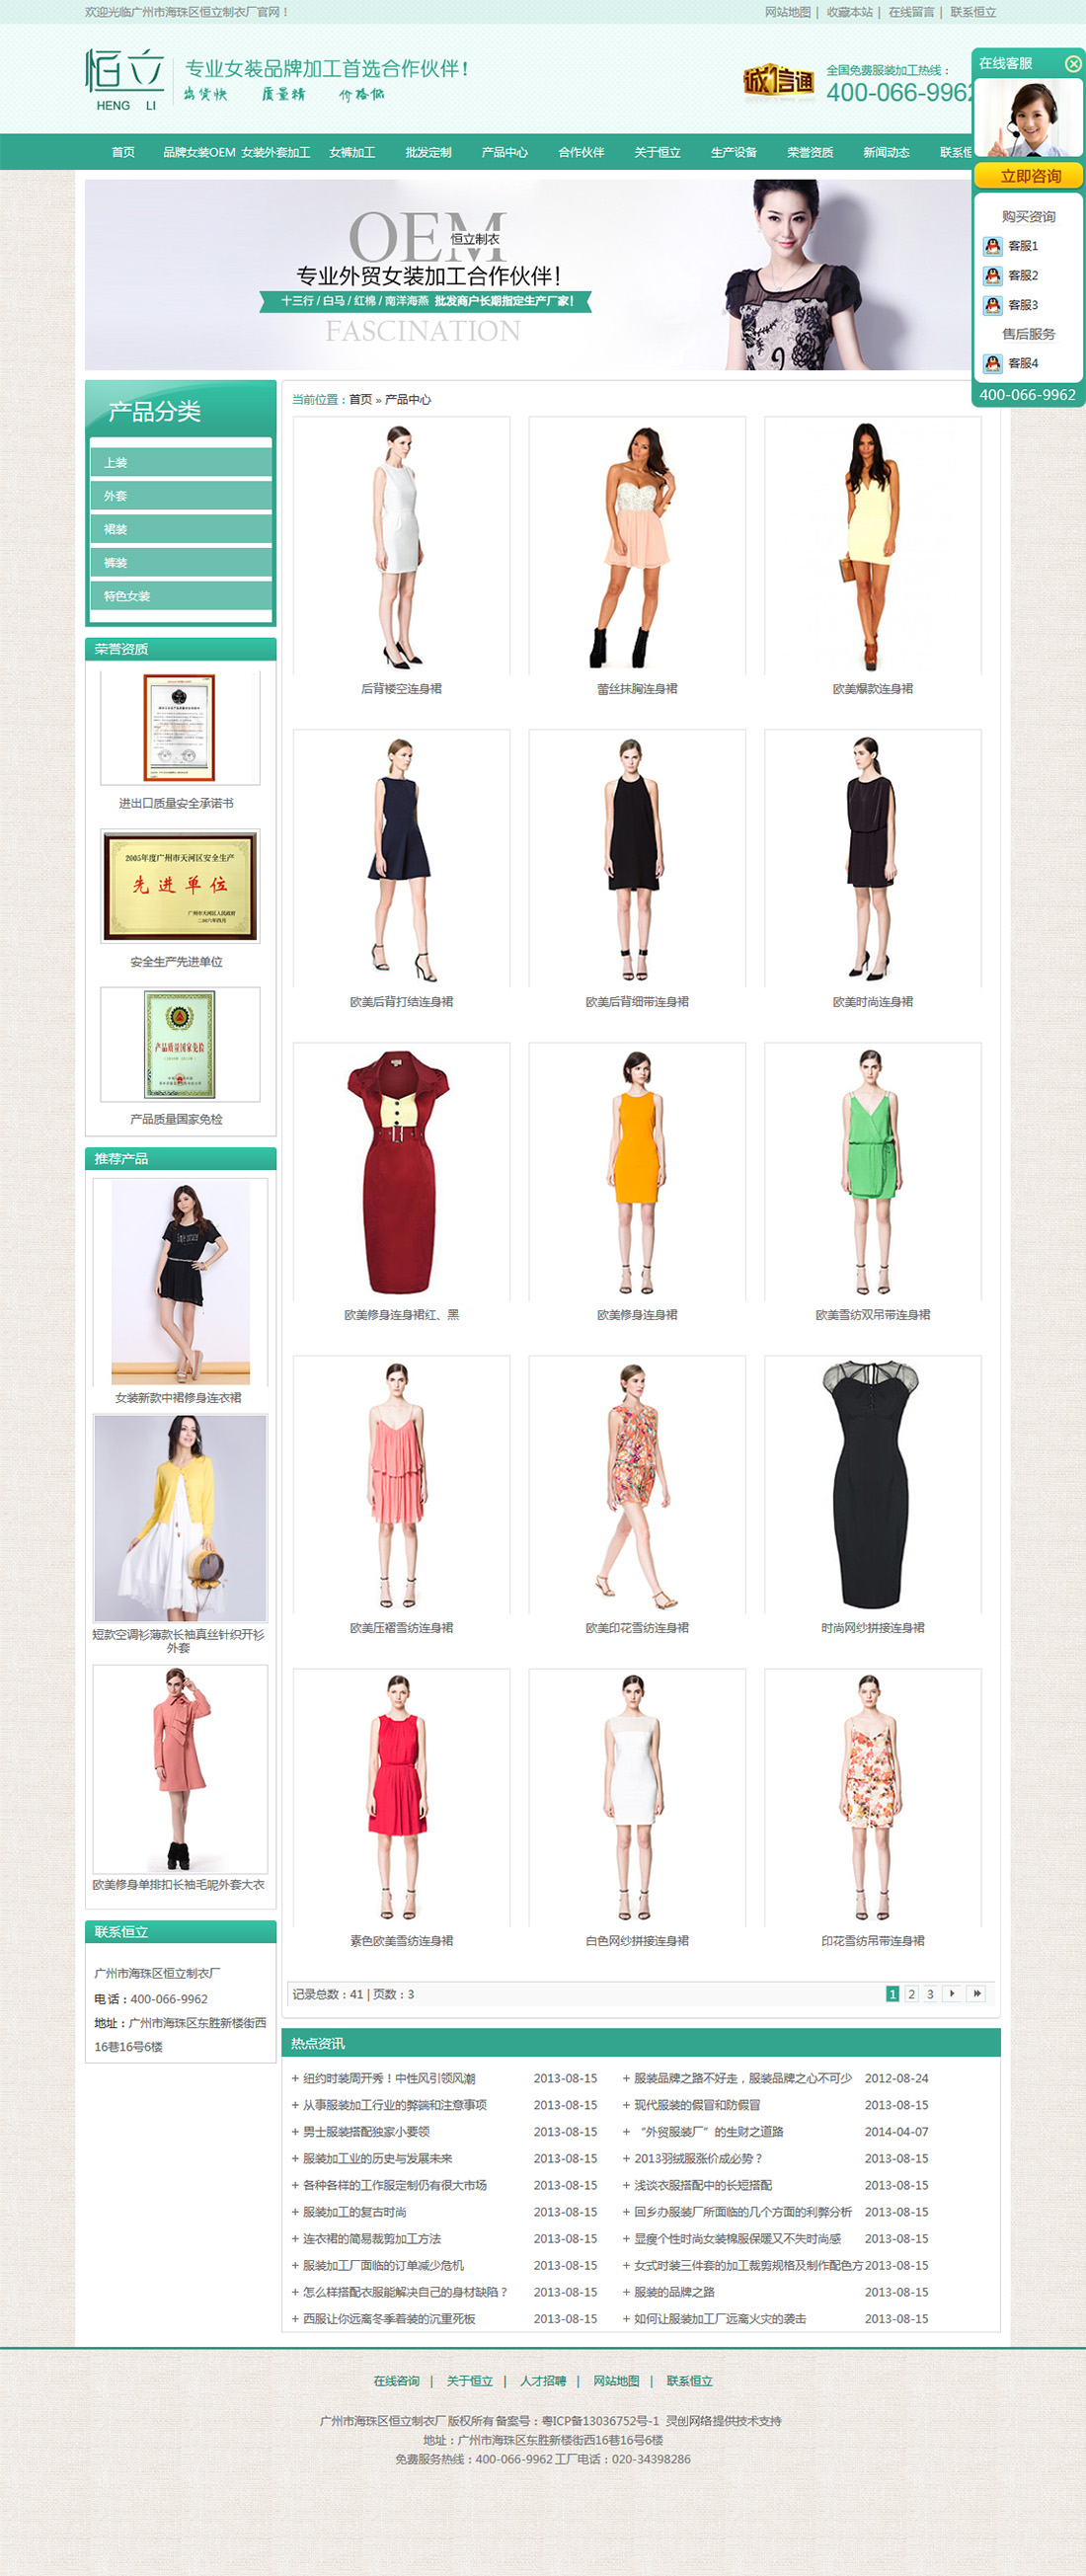 欢迎光临广州市海珠区恒立制衣厂官网！
网站地图 | 收藏本站 | 在线留言 | 联系恒立
恒立
HENG LI
专业女装品牌加工首选合作伙伴！
出货快 质量精 价格低
诚信通
全国免费服装加工热线：
400-066-9962
首页 品牌女装OEM 女装外套加工 女裤加工 批发定制 产品中心 合作伙伴 关于恒立 生产设备 荣誉资质 新闻动态 联系恒
在线客服
立即咨询
购买咨询
客服1
客服2
客服3
售后服务
客服4
400-066-9962
OEM
恒立制衣
专业外贸女装加工合作伙伴！
十三行 / 白马 / 红棉 / 南洋海燕 批发商户长期指定生产厂家！
FASCINATION
产品分类
上装
外套
裙装
裤装
特色女装
荣誉资质
进出口质量安全承诺书
2005年度广州市天河区安全生产
先进单位
广州市天河区人民政府
二〇〇六年四月
安全生产先进单位
产品质量国家免检
产品质量国家免检
推荐产品
女装新款中裙修身连衣裙
短款空调衫薄款长袖真丝针织开衫
外套
欧美修身单排扣长袖毛呢外套大衣
联系恒立
广州市海珠区恒立制衣厂
电 话：400-066-9962
地址：广州市海珠区东胜新楼街西
16巷16号6楼
当前位置：首页 » 产品中心
后背镂空连身裙 蕾丝抹胸连身裙 欧美爆款连身裙
欧美后背打结连身裙 欧美后背细带连身裙 欧美时尚连身裙
欧美修身连身裙红、黑 欧美修身连身裙 欧美雪纺双吊带连身裙
欧美压褶雪纺连身裙 欧美印花雪纺连身裙 时尚网纱拼接连身裙
素色欧美雪纺连身裙 白色网纱拼接连身裙 印花雪纺吊带连身裙
记录总数：41 | 页数：3
1 2 3
热点资讯
+ 纽约时装周开秀！中性风引领风潮 2013-08-15 + 服装品牌之路不好走，服装品牌之心不可少 2012-08-24
+ 从事服装加工行业的弊端和注意事项 2013-08-15 + 现代服装的假冒和防假冒 2013-08-15
+ 男士服装搭配独家小要领 2013-08-15 + “外贸服装厂”的生财之道路 2014-04-07
+ 服装加工业的历史与发展未来 2013-08-15 + 2013羽绒服涨价成必势？ 2013-08-15
+ 各种各样的工作服定制仍有很大市场 2013-08-15 + 浅谈衣服搭配中的长短搭配 2013-08-15
+ 服装加工的复古时尚 2013-08-15 + 回乡办服装厂所面临的几个方面的利弊分析 2013-08-15
+ 连衣裙的简易裁剪加工方法 2013-08-15 + 显瘦个性时尚女装棉服保暖又不失时尚感 2013-08-15
+ 服装加工厂面临的订单减少危机 2013-08-15 + 女式时装三件套的加工裁剪规格及制作配色方 2013-08-15
+ 怎么样搭配衣服能解决自己的身材缺陷？ 2013-08-15 + 服装的品牌之路 2013-08-15
+ 西服让你远离冬季着装的沉重死板 2013-08-15 + 如何让服装加工厂远离火灾的袭击 2013-08-15
在线咨询 | 关于恒立 | 人才招聘 | 网站地图 | 联系恒立
广州市海珠区恒立制衣厂 版权所有 备案号：粤ICP备13036752号-1 灵创网络提供技术支持
地址：广州市海珠区东胜新楼街西16巷16号6楼
免费服务热线：400-066-9962 工厂电话：020-34398286